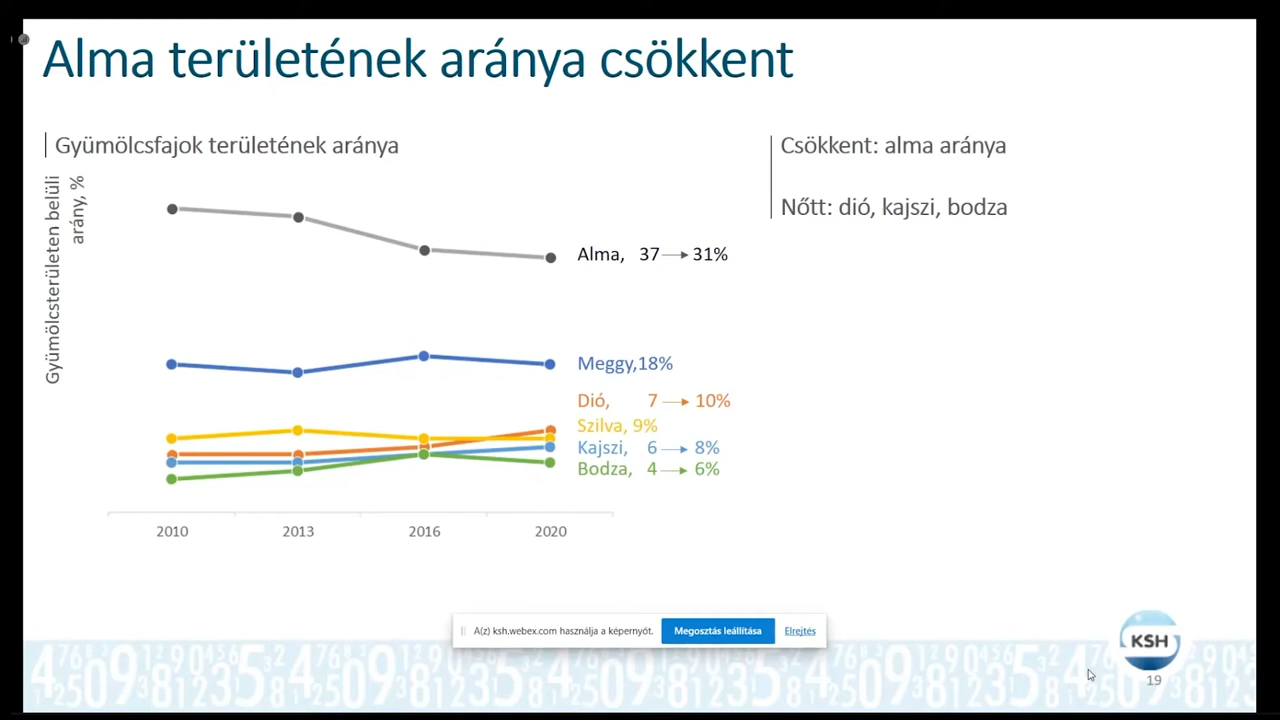 Alma területének aránya csökkent
Gyümölcsfajok területének aránya
Csökkent: alma aránya
Nőtt: dió, kajszi, bodza
Gyümölcsterületen belüli
arány, %
Alma, 37 → 31%
Meggy,18%
Dió, 7 → 10%
Szilva, 9%
Kajszi, 6 → 8%
Bodza, 4 → 6%
2010 2013 2016 2020
A(z) ksh.webex.com használja a képernyőt. Megosztás leállítása Elrejtés
KSH
19